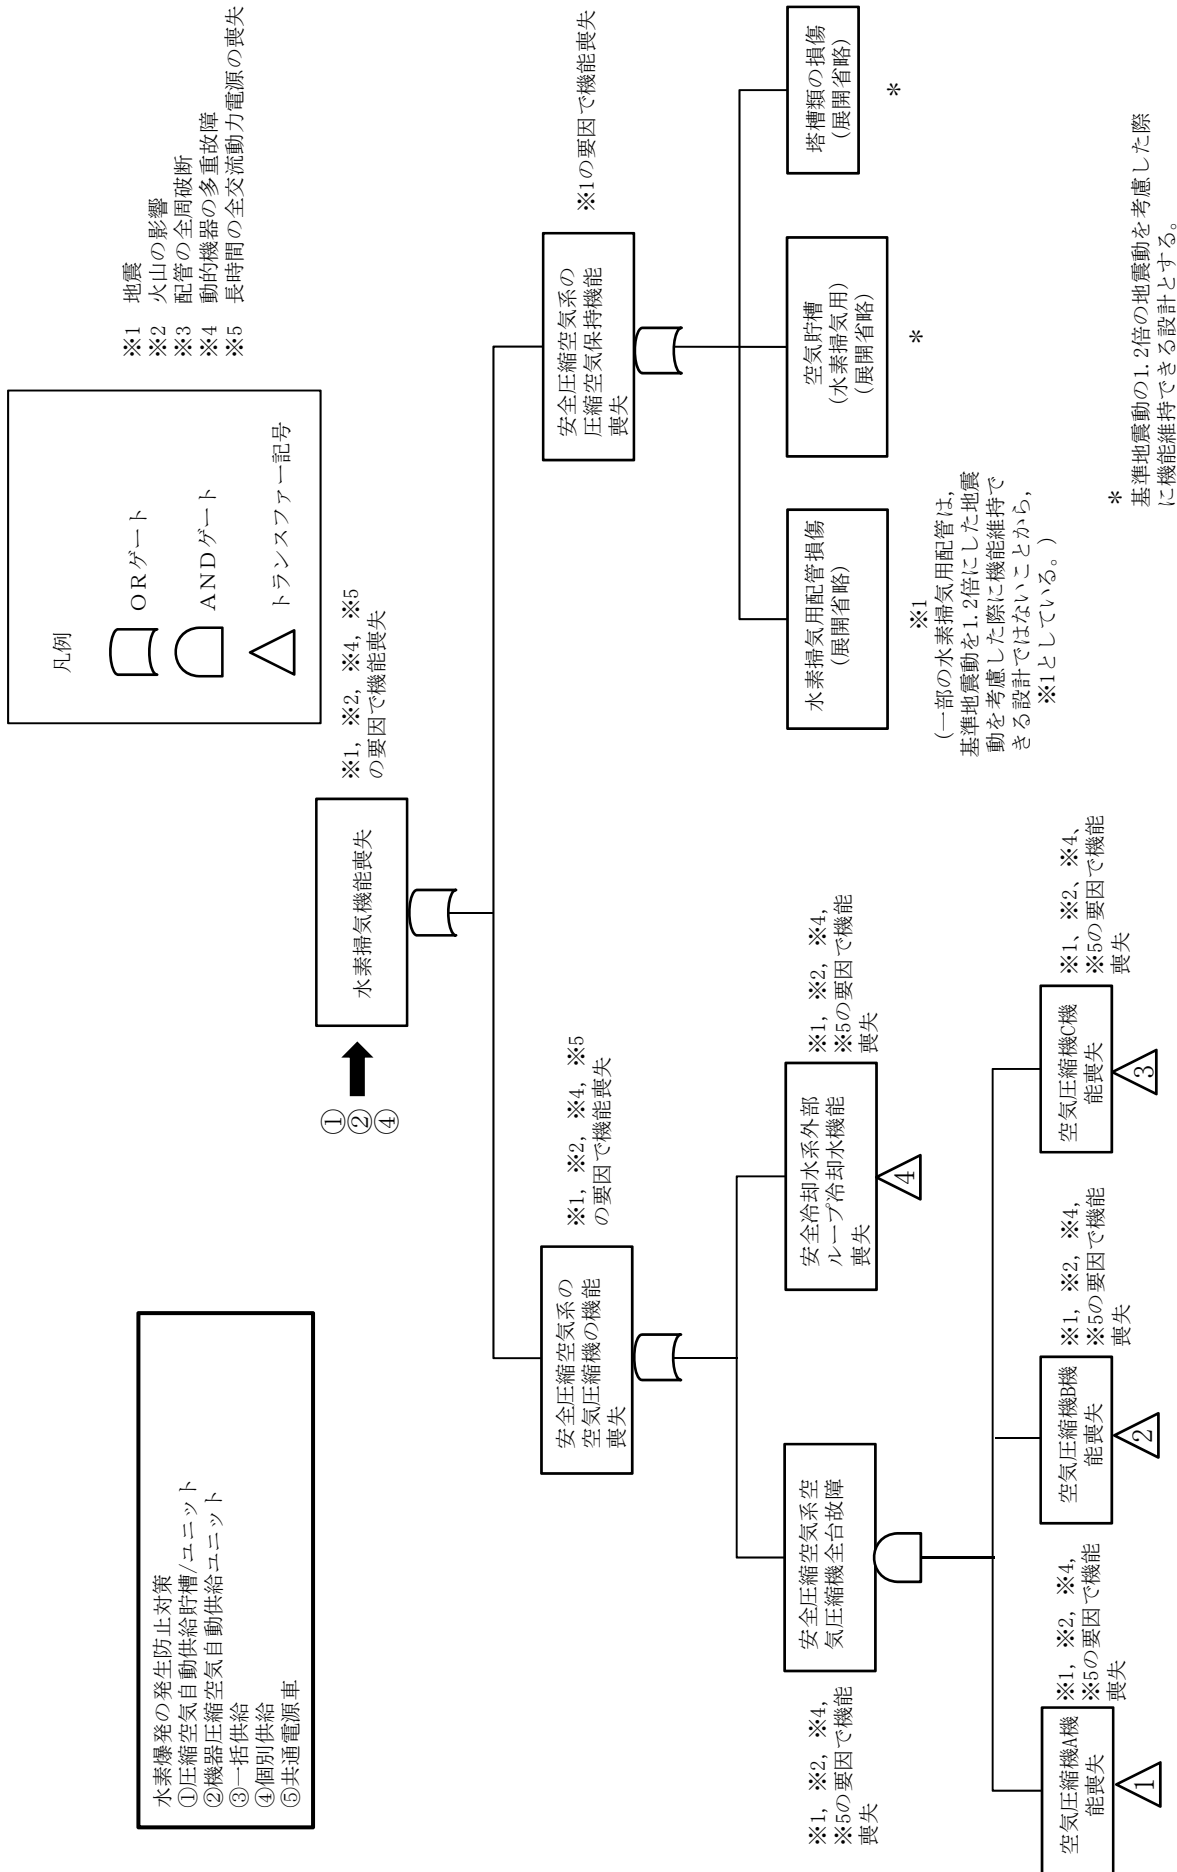 水素爆発の発生防止対策
①圧縮空気自動供給貯槽/ユニット
②機器圧縮空気自動供給ユニット
③一括供給
④個別供給
⑤共通電源車
凡例
ORゲート
ANDゲート
トランスファー記号
※1 地震
※2 火山の影響
※3 配管の全周破断
※4 動的機器の多重故障
※5 長時間の全交流動力電源の喪失
①
②
④
水素掃気機能喪失
※1, ※2, ※4, ※5
の要因で機能喪失
安全圧縮空気系の
空気圧縮機の機能
喪失
※1, ※2, ※4, ※5
の要因で機能喪失
安全圧縮空気系の
圧縮空気保持機能
喪失
※1の要因で機能喪失
※1, ※2, ※4,
※5の要因で機能
喪失
安全圧縮空気系空
気圧縮機全台故障
安全冷却水系外部
ループ冷却水機能
喪失
4
※1, ※2, ※4,
※5の要因で機能
喪失
水素掃気用配管損傷
(展開省略)
※1
(一部の水素掃気用配管は,
基準地震動を1.2倍にした地震
動を考慮した際に機能維持で
きる設計ではないことから,
※1としている。)
空気貯槽
(水素掃気用)
(展開省略)
*
塔槽類の損傷
(展開省略)
*
空気圧縮機A機
能喪失
1
※1, ※2, ※4,
※5の要因で機能
喪失
空気圧縮機B機
能喪失
2
※1, ※2, ※4,
※5の要因で機能
喪失
空気圧縮機C機
能喪失
3
※1、※2、※4、
※5の要因で機能
喪失
*
基準地震動の1.2倍の地震動を考慮した際
に機能維持できる設計とする。